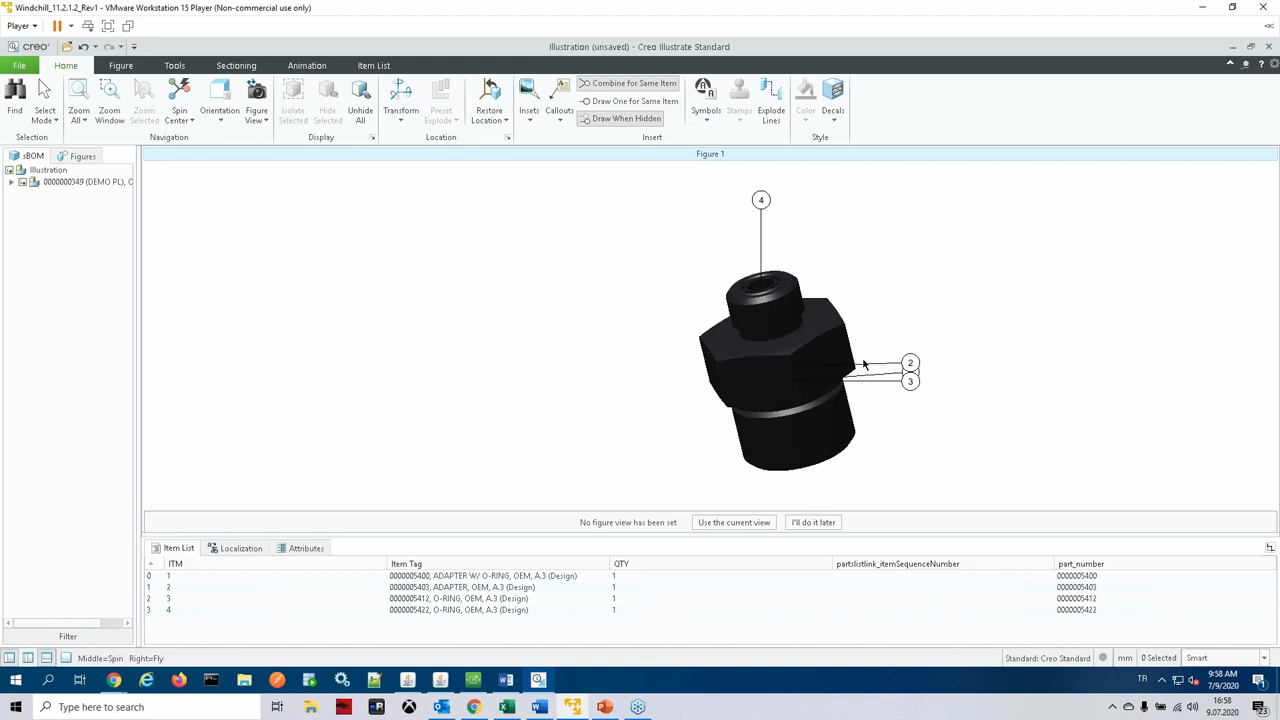 Windchill_11.2.1.2_Rev1 - VMware Workstation 15 Player (Non-commercial use only)
Player
creo
Illustration (unsaved) - Creo Illustrate Standard
File Home Figure Tools Sectioning Animation Item List
Find Select Mode Zoom All Zoom Window Zoomed Selected Spin Center Orientation Figure View Isolate Selected Hide Selected Unhide All Transform Preset Explode Restore Location Inserts Callouts Combine for Same Item Draw One for Same Item Draw When Hidden Symbols Stamps Explode Lines Color Decals
Selection Navigation Display Location Insert Style
sBOM Figures
Figure 1
Illustration
0000000349 (DEMO PL), C
4
2
3
No figure view has been set Use the current view I'll do it later
Item List Localization Attributes
ITM Item Tag QTY partslistlink_itemSequenceNumber part_number
0 1 0000005400, ADAPTER W/ O-RING, OEM, A.3 (Design) 1 0000005400
1 2 0000005403, ADAPTER, OEM, A.3 (Design) 1 0000005403
2 3 0000005412, O-RING, OEM, A.3 (Design) 1 0000005412
3 4 0000005422, O-RING, OEM, A.3 (Design) 1 0000005422
Filter
Middle=Spin Right=Fly Standard: Creo Standard mm 0 Selected Smart
TR 9:58 AM
7/9/2020
Type here to search
16:58
9.07.2020
23